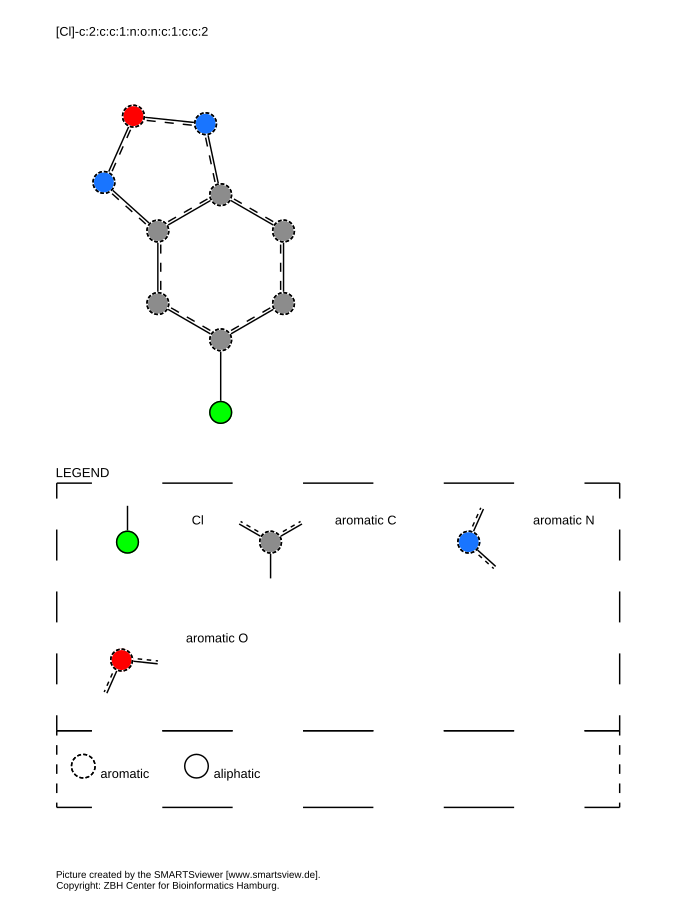 [Cl]-c:2:c:c:1:n:o:n:c:1:c:c:2
LEGEND
Cl
aromatic C
aromatic N
aromatic O
aromatic
aliphatic
Picture created by the SMARTSviewer [www.smartsview.de].
Copyright: ZBH Center for Bioinformatics Hamburg.